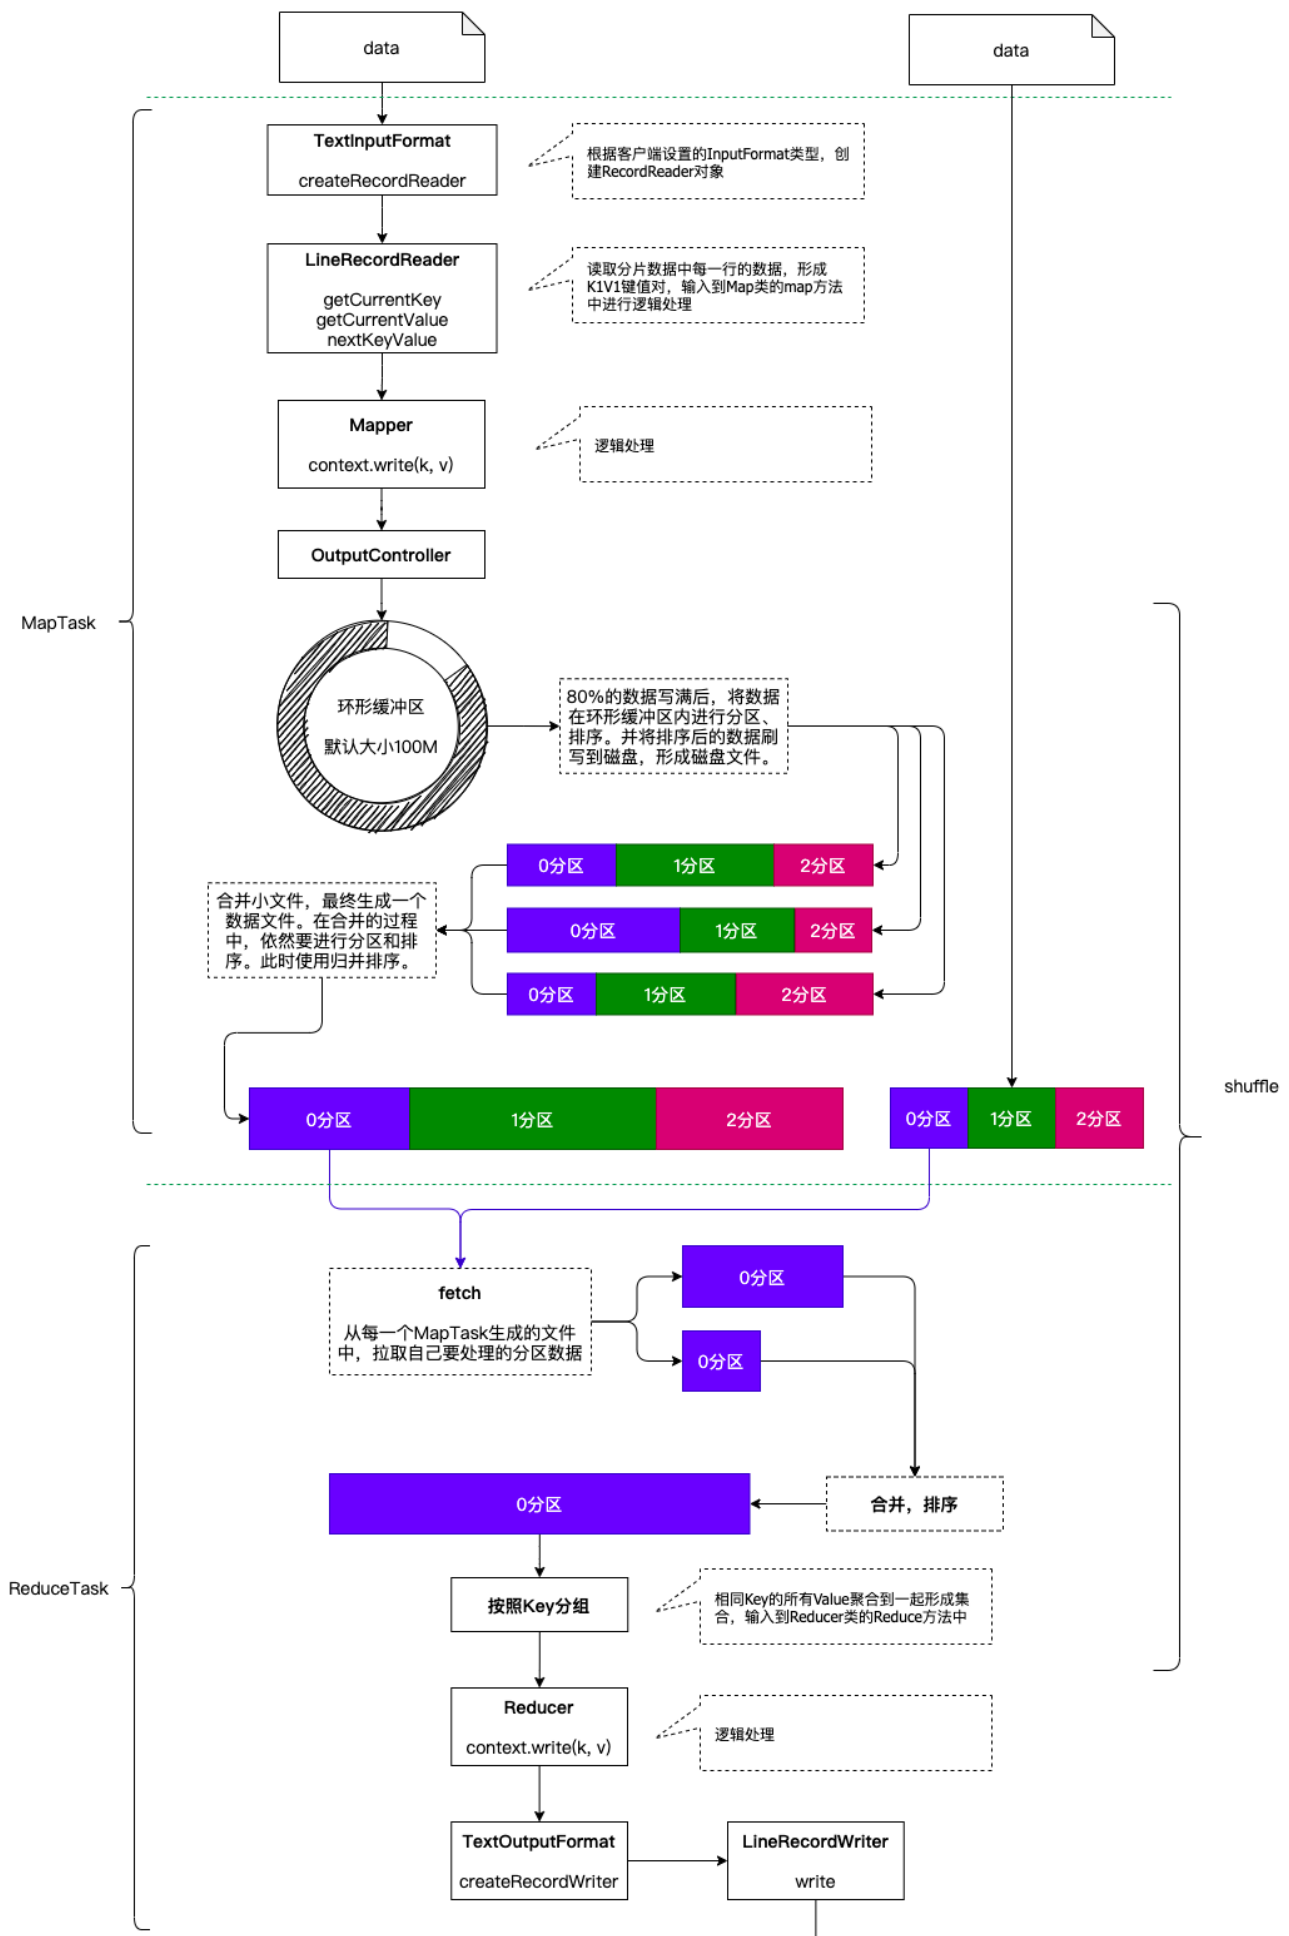 data
data
TextInputFormat
createRecordReader
根据客户端设置的InputFormat类型，创
建RecordReader对象
LineRecordReader
getCurrentKey
getCurrentValue
nextKeyValue
读取分片数据中每一行的数据，形成
K1V1键值对，输入到Map类的map方法
中进行逻辑处理
Mapper
context.write(k, v)
逻辑处理
OutputController
MapTask
环形缓冲区
默认大小100M
80%的数据写满后，将数据
在环形缓冲区内进行分区、
排序。并将排序后的数据刷
写到磁盘，形成磁盘文件。
0分区 1分区 2分区
0分区 1分区 2分区
0分区 1分区 2分区
合并小文件，最终生成一个
数据文件。在合并的过程
中，依然要进行分区和排
序。此时使用归并排序。
shuffle
0分区 1分区 2分区
0分区 1分区 2分区
fetch
从每一个MapTask生成的文件
中，拉取自己要处理的分区数据
0分区
0分区
0分区
合并，排序
ReduceTask
按照Key分组
相同Key的所有Value聚合到一起形成集
合，输入到Reducer类的Reduce方法中
Reducer
context.write(k, v)
逻辑处理
TextOutputFormat
createRecordWriter
LineRecordWriter
write